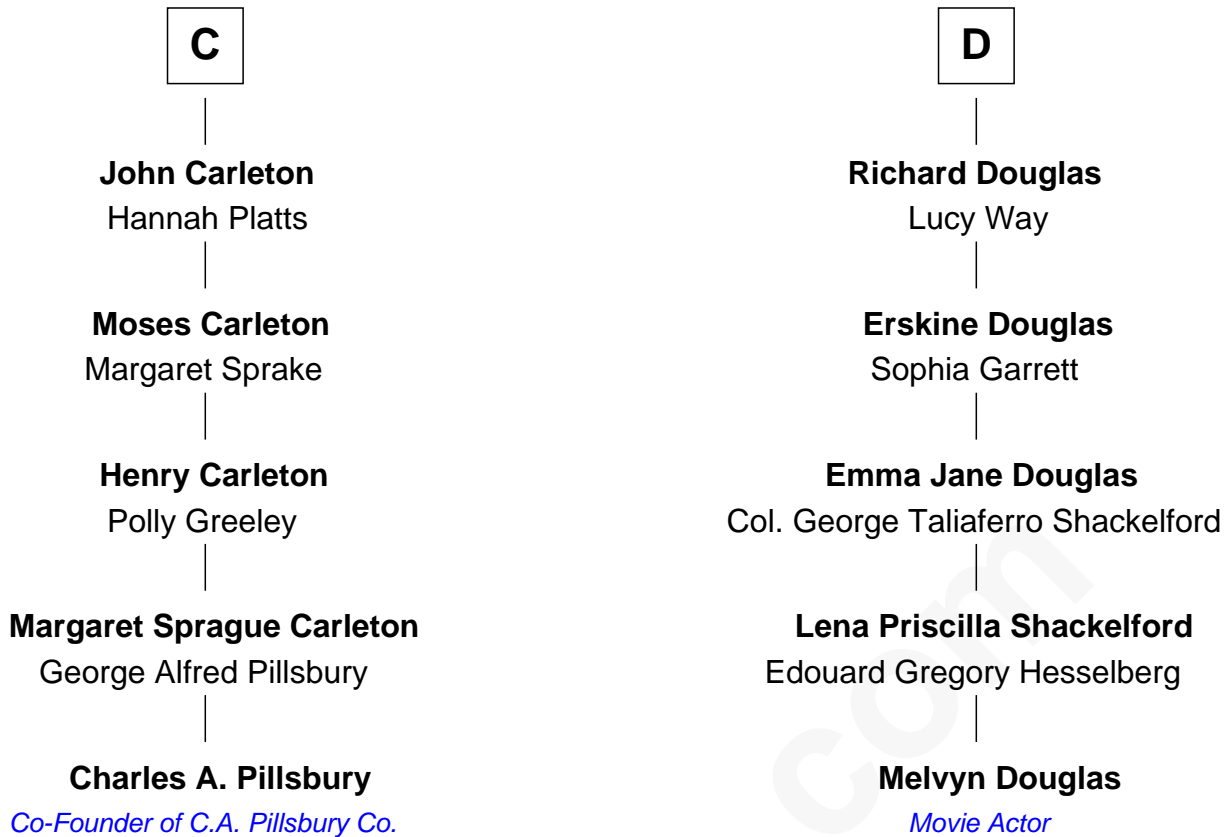 C
John Carleton
Hannah Platts
Moses Carleton
Margaret Sprake
Henry Carleton
Polly Greeley
Margaret Sprague Carleton
George Alfred Pillsbury
Charles A. Pillsbury
Co-Founder of C.A. Pillsbury Co.
D
Richard Douglas
Lucy Way
Erskine Douglas
Sophia Garrett
Emma Jane Douglas
Col. George Taliaferro Shackelford
Lena Priscilla Shackelford
Edouard Gregory Hesselberg
Melvyn Douglas
Movie Actor
com